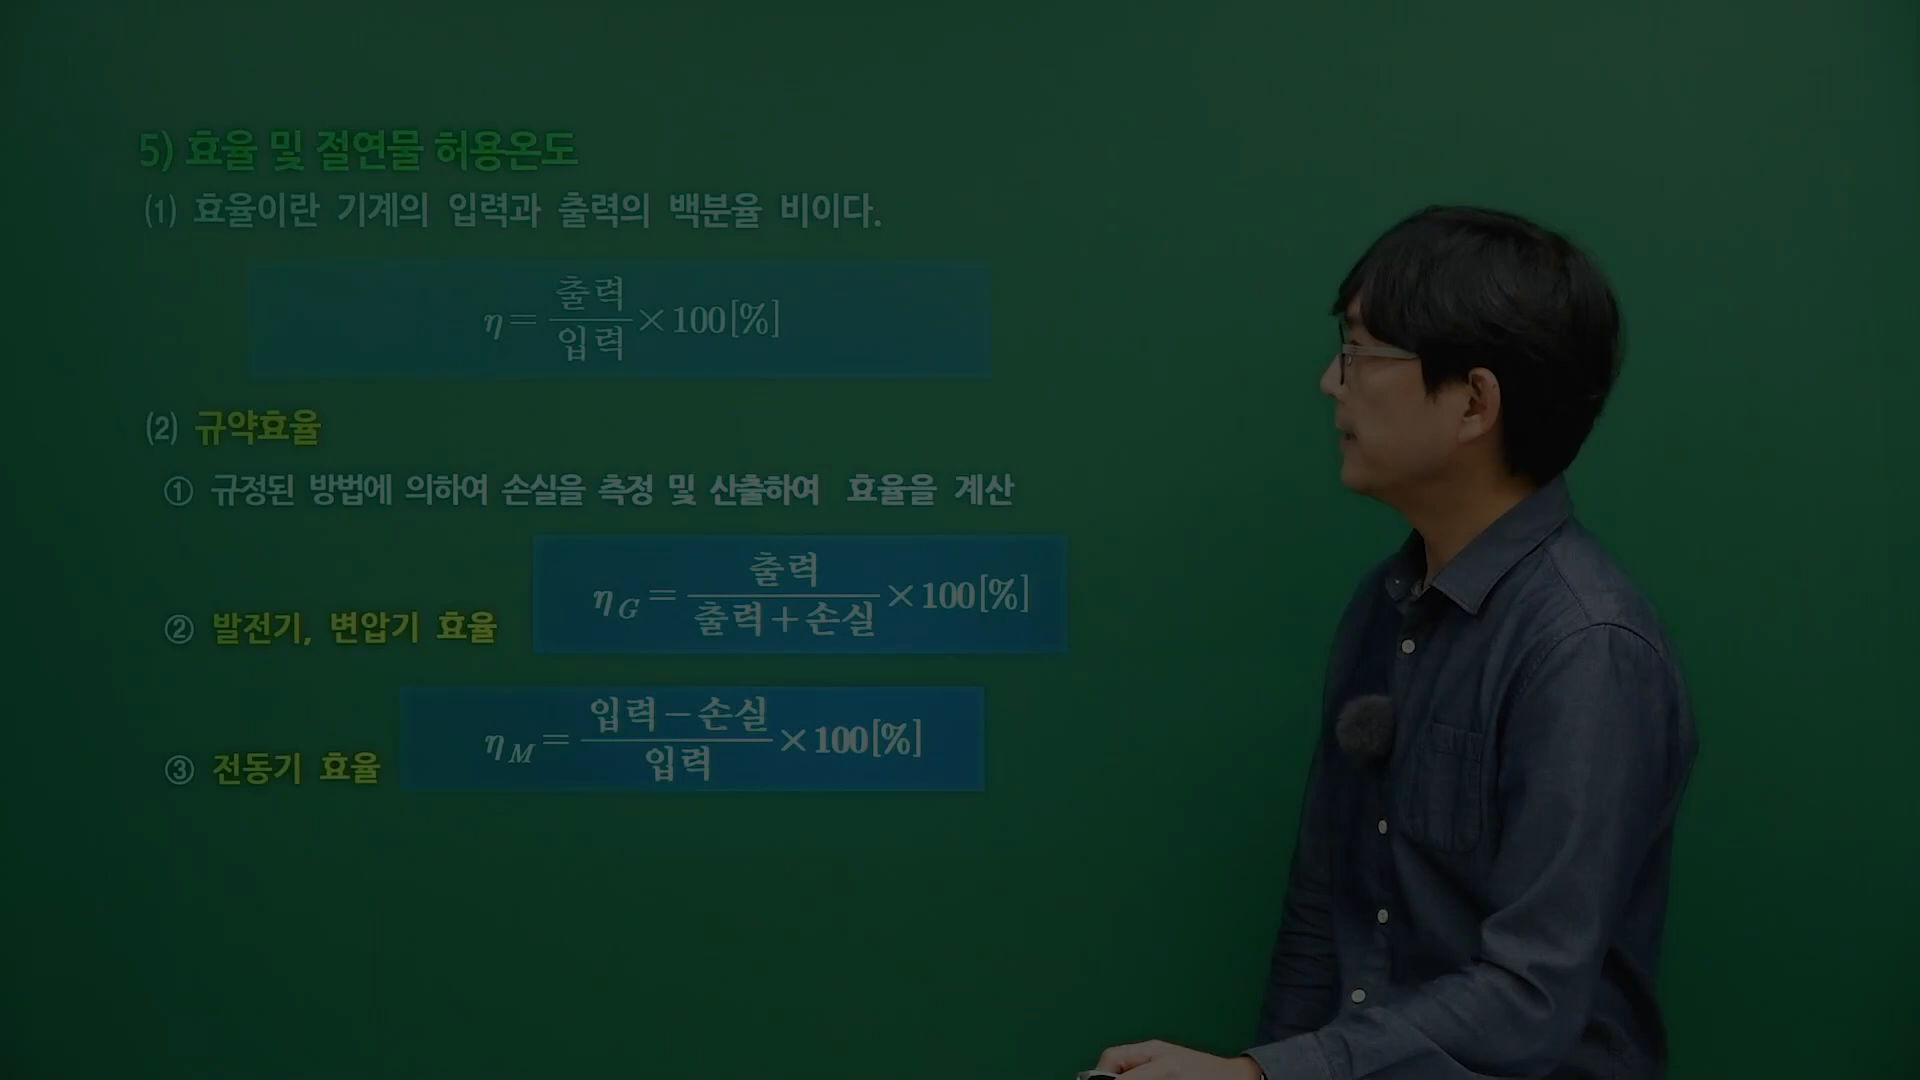 5) 효율 및 절연물 허용온도
(1) 효율이란 기계의 입력과 출력의 백분율 비이다.
η = 출력/입력 × 100[%]
(2) 규약효율
① 규정된 방법에 의하여 손실을 측정 및 산출하여 효율을 계산
② 발전기, 변압기 효율 η_G = 출력/출력+손실 × 100[%]
③ 전동기 효율 η_M = 입력-손실/입력 × 100[%]